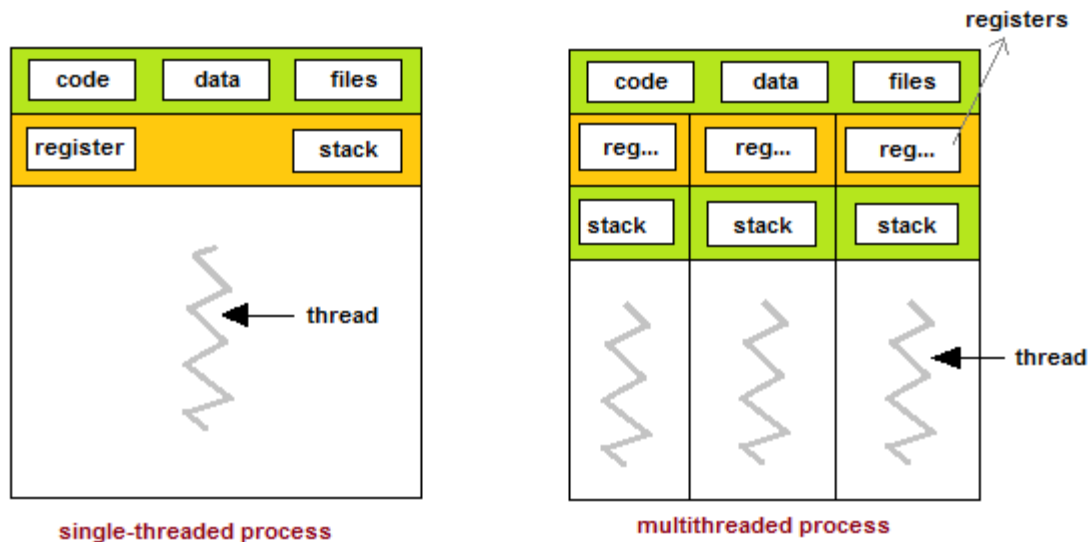 registers
code data files
register stack
thread
single-threaded process
code data files
reg... reg... reg...
stack stack stack
thread
multithreaded process